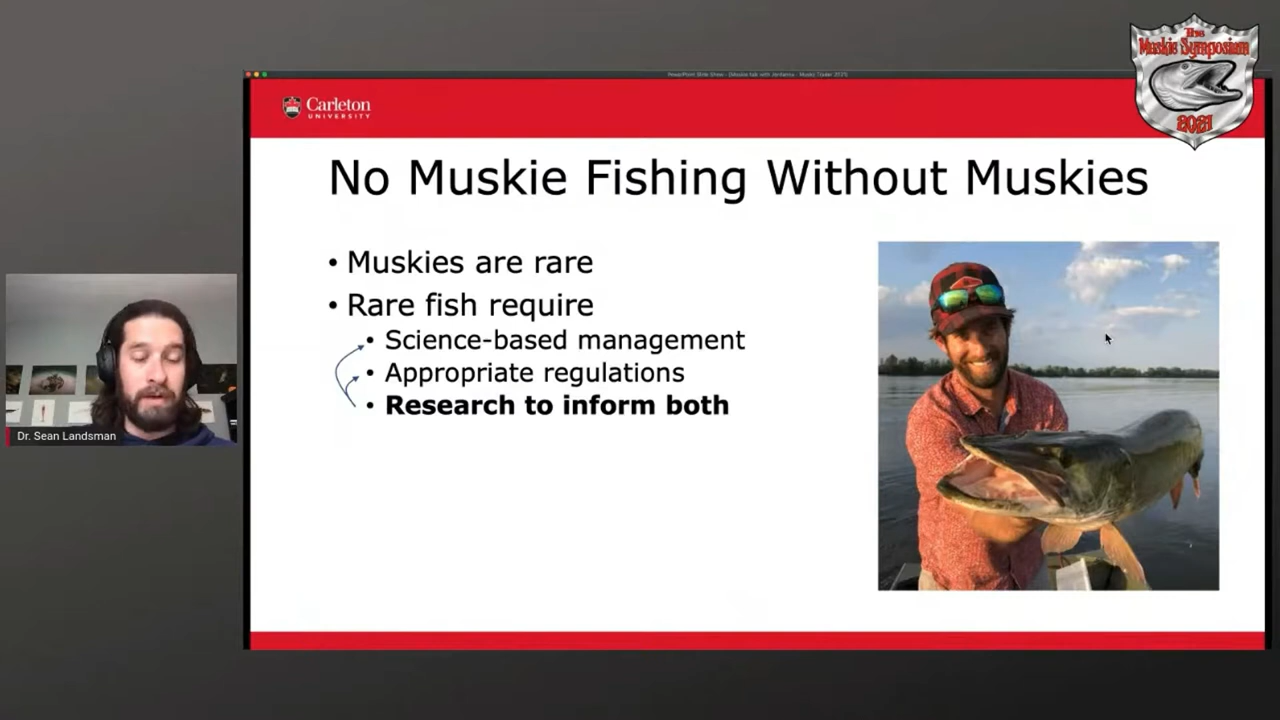 The
Muskie Symposium
2021
Carleton
UNIVERSITY
No Muskie Fishing Without Muskies
• Muskies are rare
• Rare fish require
• Science-based management
• Appropriate regulations
• Research to inform both
Dr. Sean Landsman